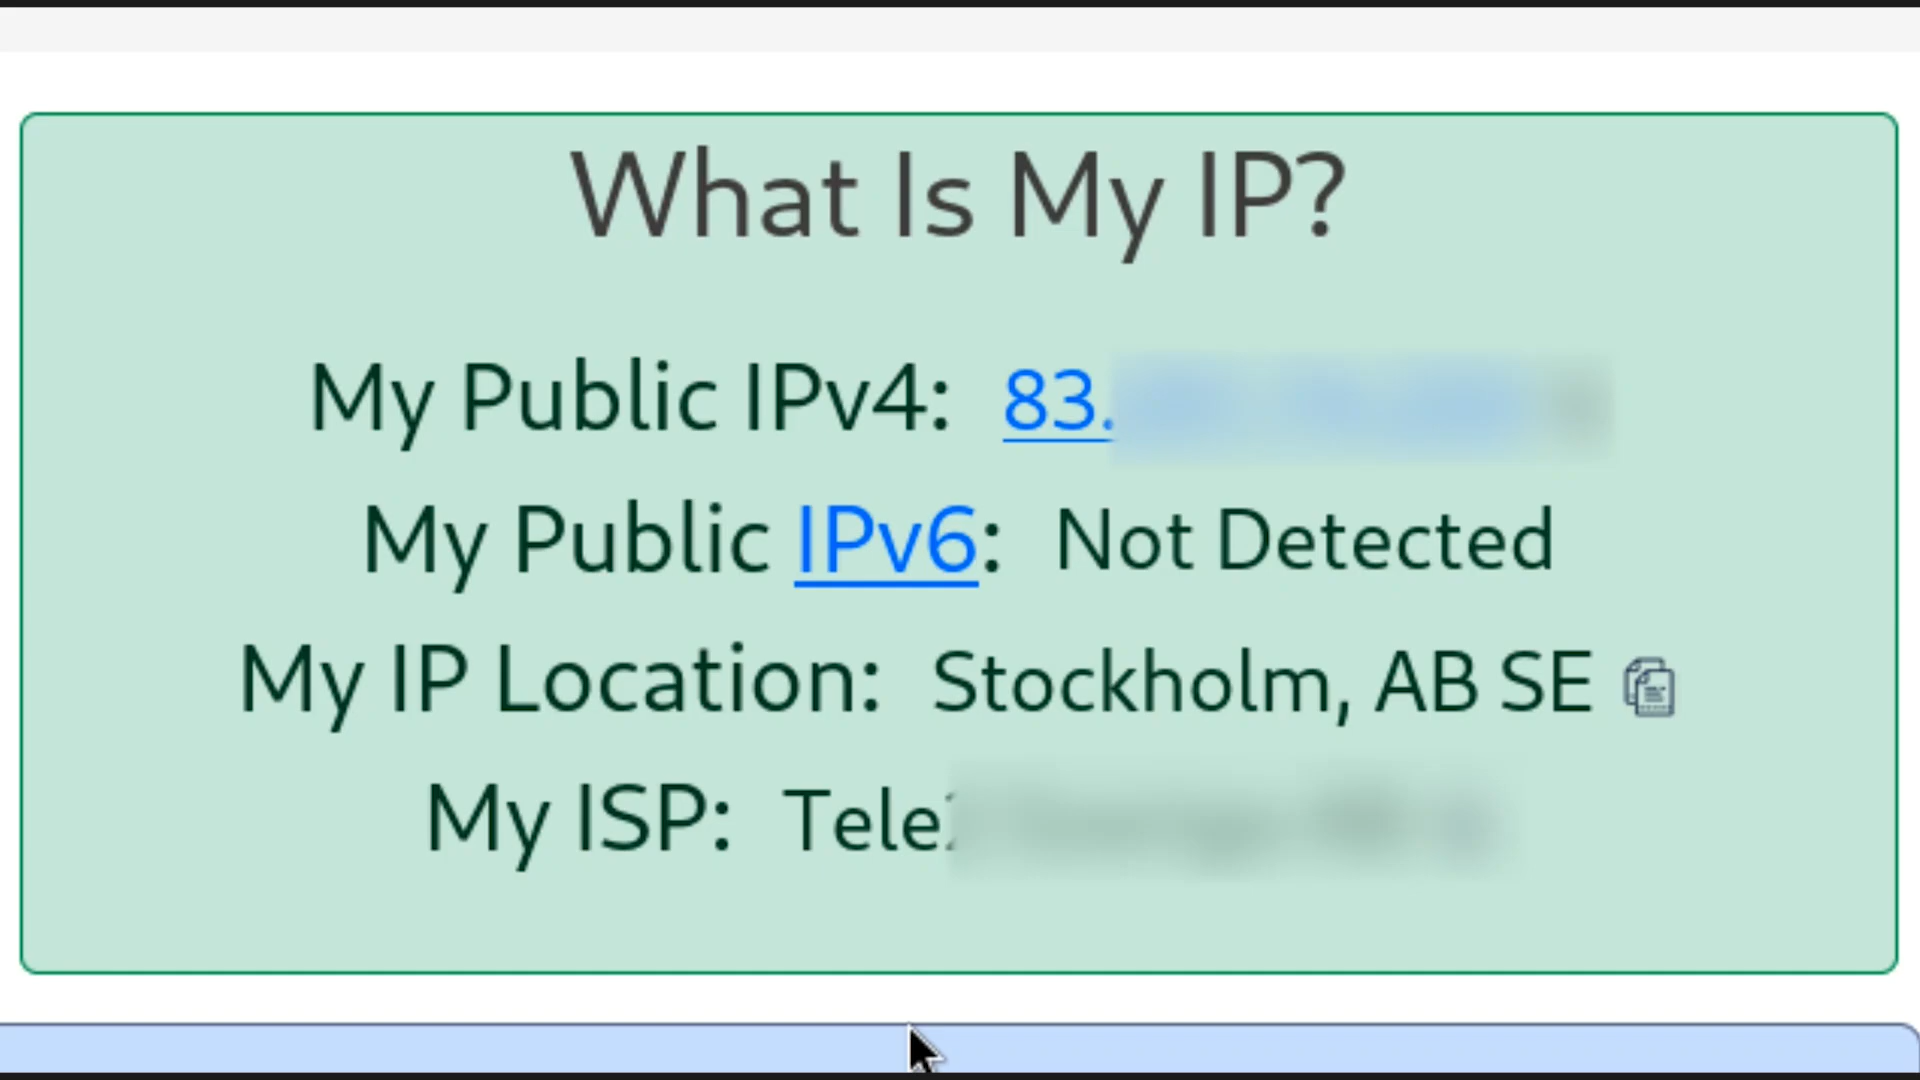 What Is My IP?
My Public IPv4: 83.
My Public IPv6: Not Detected
My IP Location: Stockholm, AB SE
My ISP: Tele